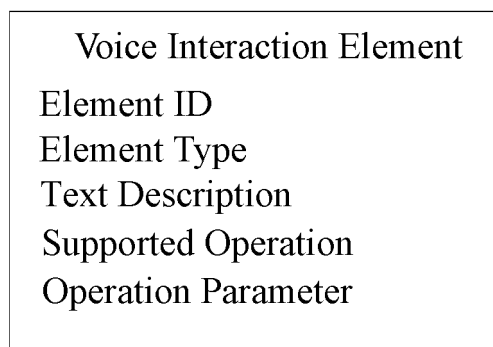 Voice Interaction Element
Element ID
Element Type
Text Description
Supported Operation
Operation Parameter